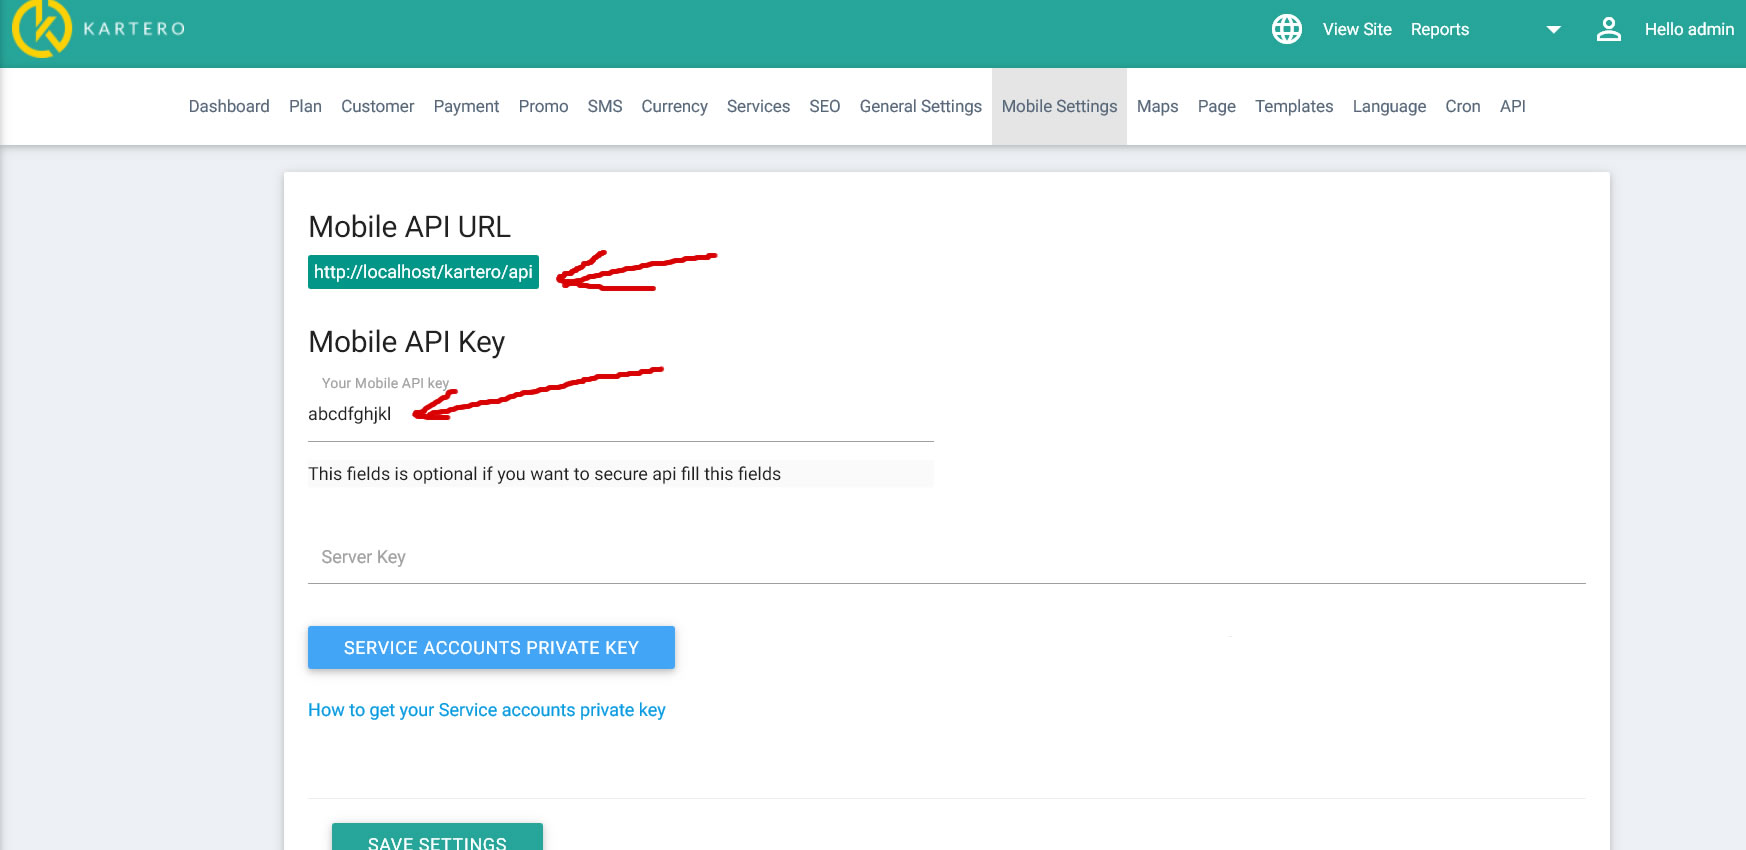 KARTERO
View Site Reports Hello admin
Dashboard Plan Customer Payment Promo SMS Currency Services SEO General Settings Mobile Settings Maps Page Templates Language Cron API
Mobile API URL
http://localhost/kartero/api
Mobile API Key
Your Mobile API key
abcdfghjkl
This fields is optional if you want to secure api fill this fields
Server Key
SERVICE ACCOUNTS PRIVATE KEY
How to get your Service accounts private key
SAVE SETTINGS